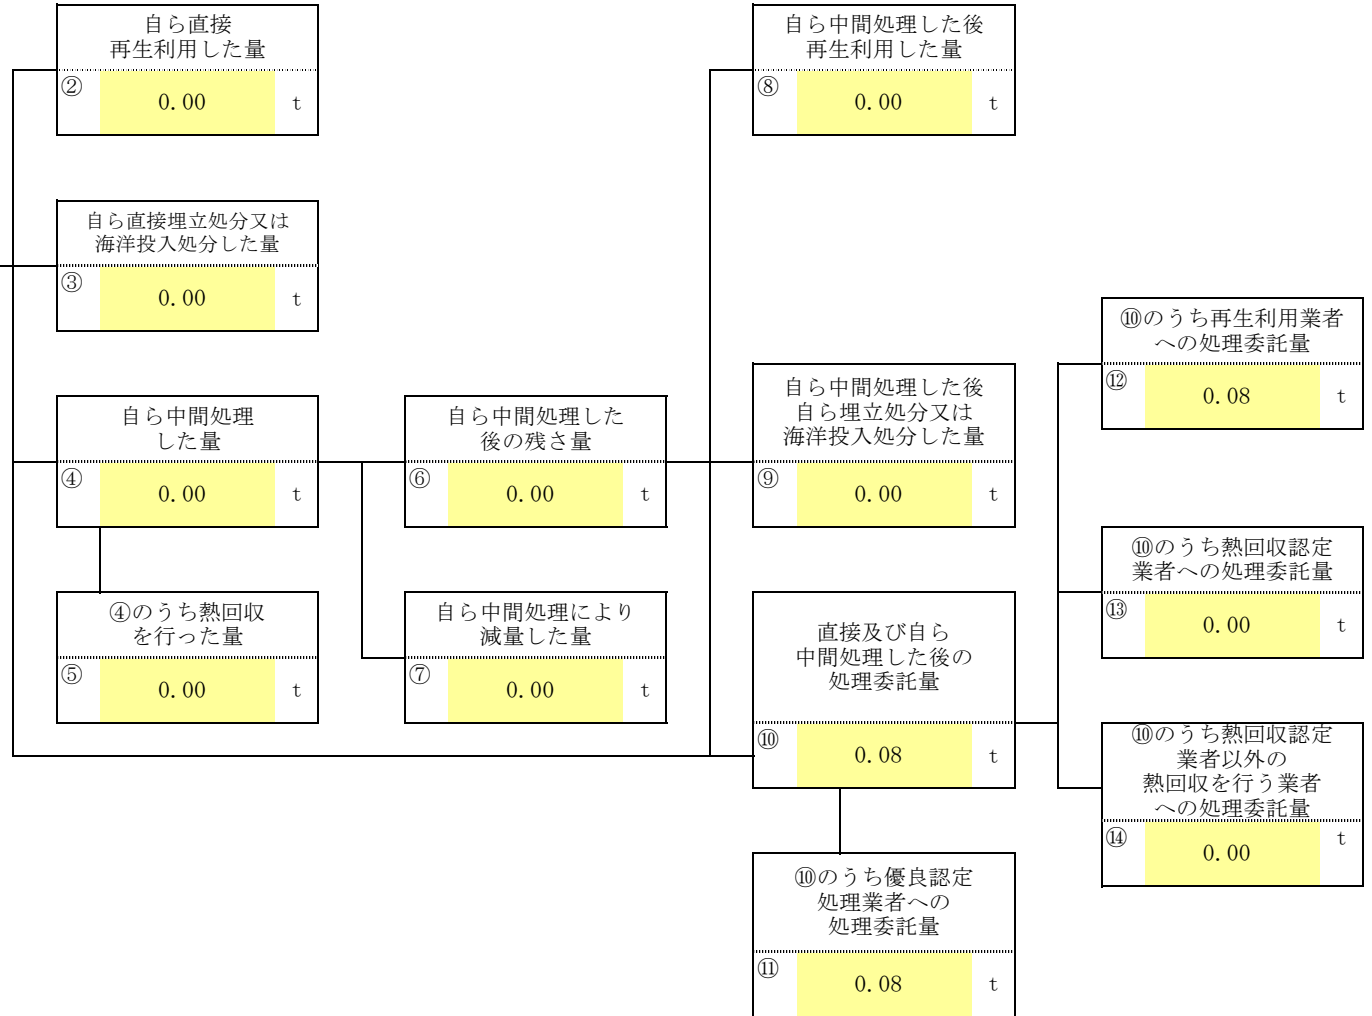 自ら直接
再生利用した量
②
0.00
t
自ら中間処理した後
再生利用した量
⑧
0.00
t
自ら直接埋立処分又は
海洋投入処分した量
③
0.00
t
⑩のうち再生利用業者
への処理委託量
⑫
0.08
t
自ら中間処理
した量
④
0.00
t
自ら中間処理した
後の残さ量
⑥
0.00
t
自ら中間処理した後
自ら埋立処分又は
海洋投入処分した量
⑨
0.00
t
⑩のうち熱回収認定
業者への処理委託量
⑬
0.00
t
④のうち熱回収
を行った量
⑤
0.00
t
自ら中間処理により
減量した量
⑦
0.00
t
直接及び自ら
中間処理した後の
処理委託量
⑩
0.08
t
⑩のうち熱回収認定
業者以外の
熱回収を行う業者
への処理委託量
⑭
0.00
t
⑩のうち優良認定
処理業者への
処理委託量
⑪
0.08
t